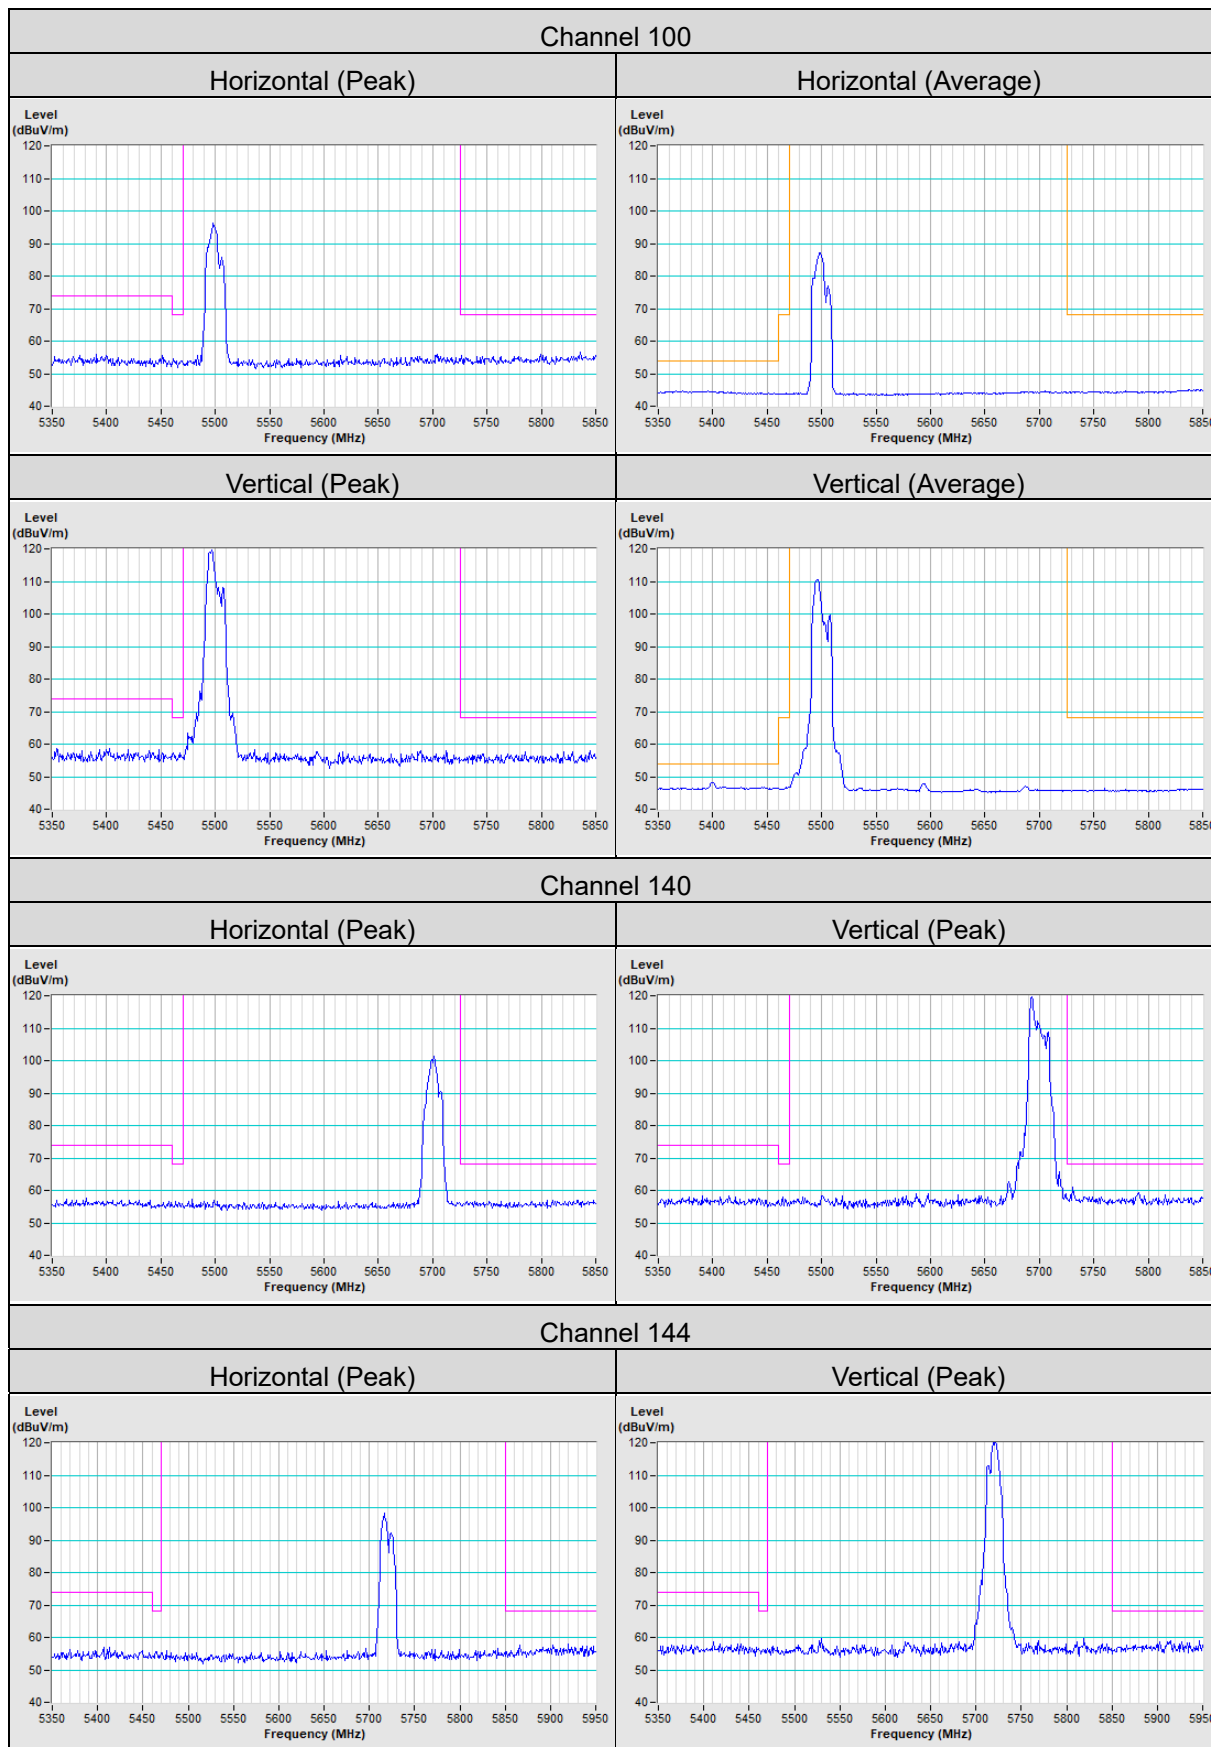 Channel 100
Horizontal (Peak)
Horizontal (Average)
Level
(dBuV/m)
120
110
100
90
80
70
60
50
40
5350 5400 5450 5500 5550 5600 5650 5700 5750 5800 5850
Frequency (MHz)
Level
(dBuV/m)
120
110
100
90
80
70
60
50
40
5350 5400 5450 5500 5550 5600 5650 5700 5750 5800 5850
Frequency (MHz)
Vertical (Peak)
Vertical (Average)
Level
(dBuV/m)
120
110
100
90
80
70
60
50
40
5350 5400 5450 5500 5550 5600 5650 5700 5750 5800 5850
Frequency (MHz)
Level
(dBuV/m)
120
110
100
90
80
70
60
50
40
5350 5400 5450 5500 5550 5600 5650 5700 5750 5800 5850
Frequency (MHz)
Channel 140
Horizontal (Peak)
Vertical (Peak)
Level
(dBuV/m)
120
110
100
90
80
70
60
50
40
5350 5400 5450 5500 5550 5600 5650 5700 5750 5800 5850
Frequency (MHz)
Level
(dBuV/m)
120
110
100
90
80
70
60
50
40
5350 5400 5450 5500 5550 5600 5650 5700 5750 5800 5850
Frequency (MHz)
Channel 144
Horizontal (Peak)
Vertical (Peak)
Level
(dBuV/m)
120
110
100
90
80
70
60
50
40
5350 5400 5450 5500 5550 5600 5650 5700 5750 5800 5850 5900 5950
Frequency (MHz)
Level
(dBuV/m)
120
110
100
90
80
70
60
50
40
5350 5400 5450 5500 5550 5600 5650 5700 5750 5800 5850 5900 5950
Frequency (MHz)